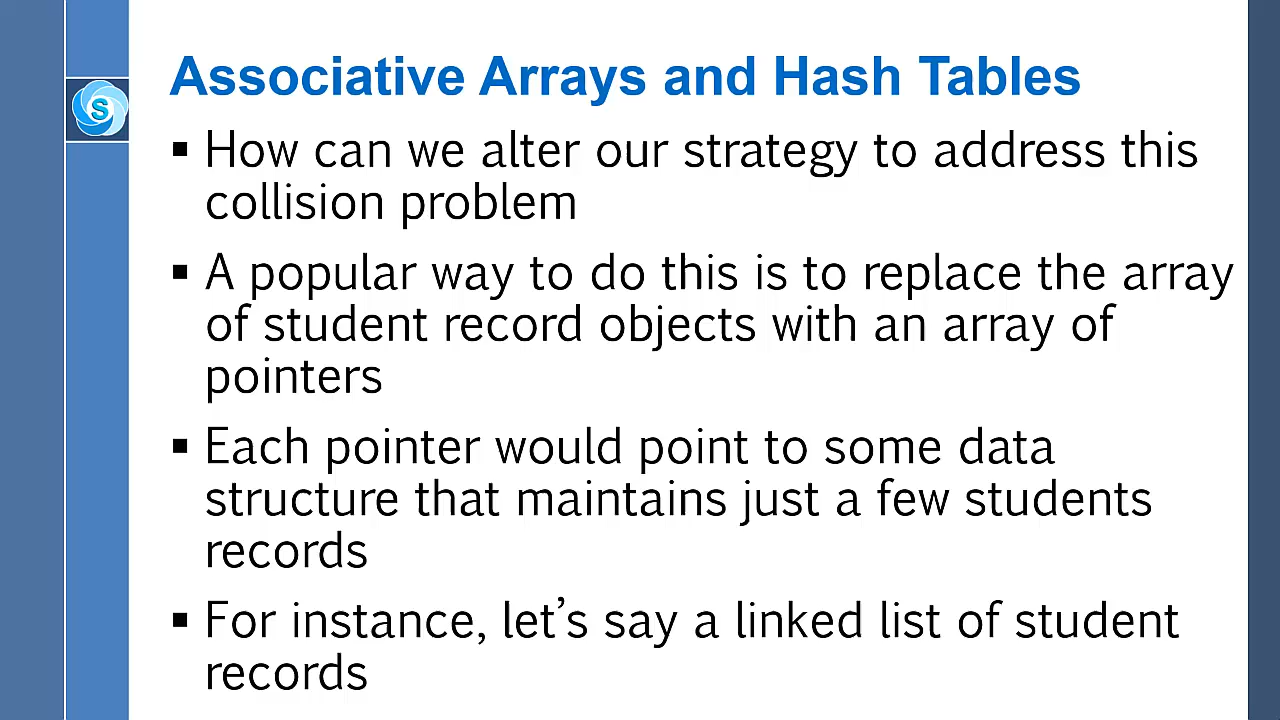 Associative Arrays and Hash Tables
S
▪ How can we alter our strategy to address this
collision problem
▪ A popular way to do this is to replace the array
of student record objects with an array of
pointers
▪ Each pointer would point to some data
structure that maintains just a few students
records
▪ For instance, let’s say a linked list of student
records